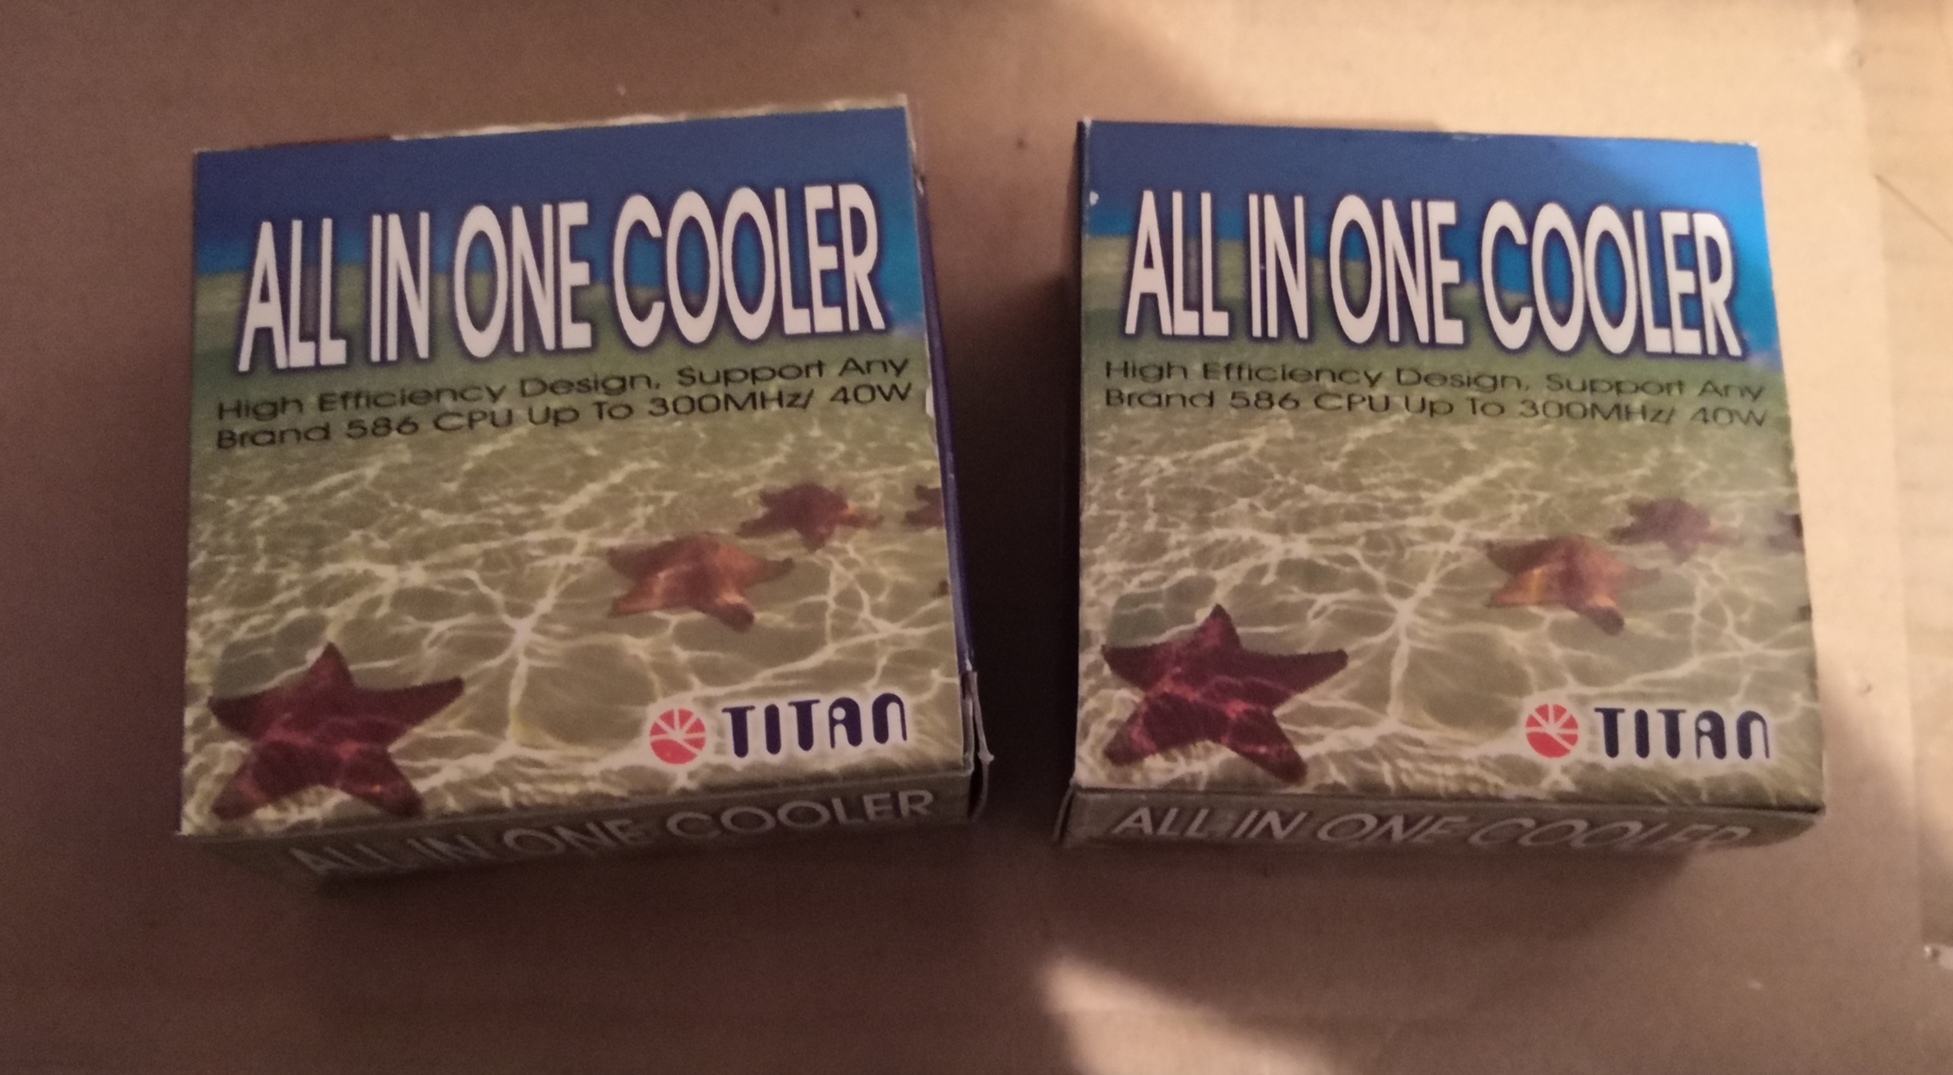 ALL IN ONE COOLER
High Efficiency Design, Support Any
Brand 586 CPU Up To 300MHz/ 40W
TITAN
ALL IN ONE COOLER
ALL IN ONE COOLER
High Efficiency Design, Support Any
Brand 586 CPU Up To 300MHz/ 40W
TITAN
ALL IN ONE COOLER